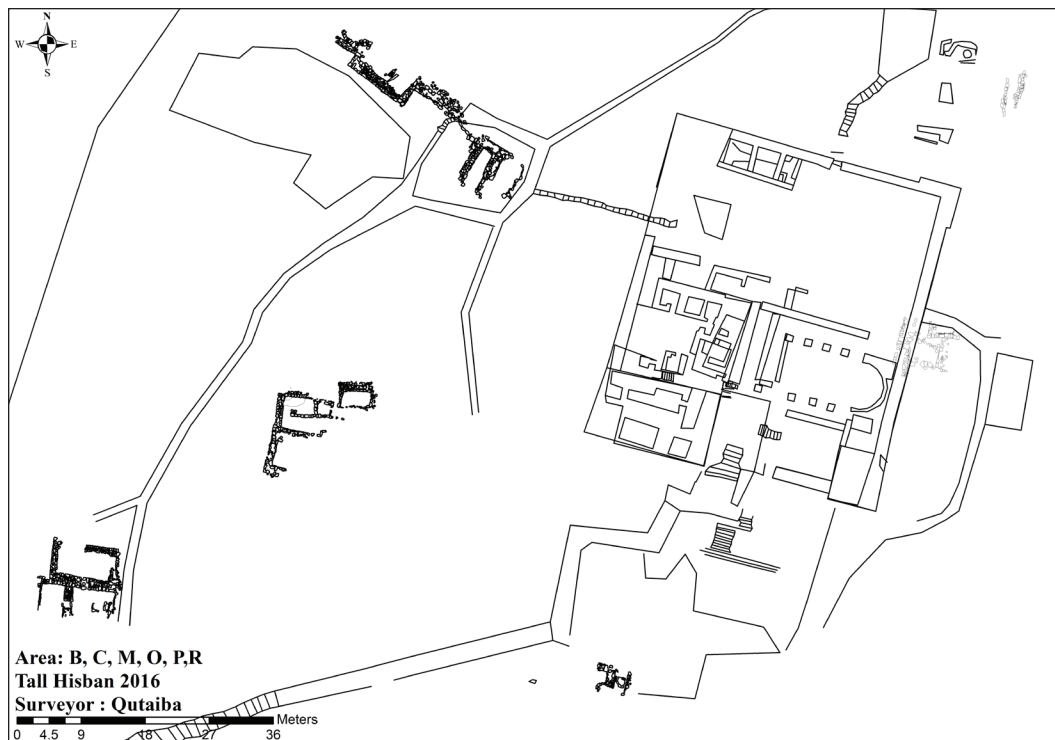 N
W E
S
Area: B, C, M, O, P,R
Tall Hisban 2016
Surveyor : Qutaiba
Meters
0 4.5 9 18 27 36